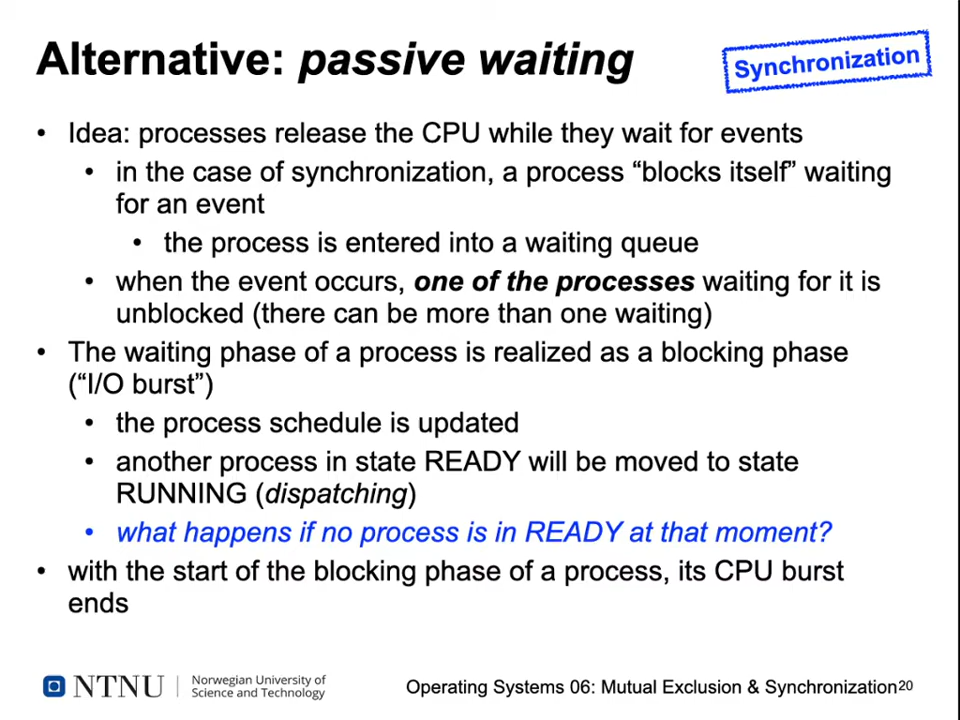 Alternative: passive waiting
Synchronization
• Idea: processes release the CPU while they wait for events
• in the case of synchronization, a process “blocks itself” waiting
for an event
• the process is entered into a waiting queue
• when the event occurs, one of the processes waiting for it is
unblocked (there can be more than one waiting)
• The waiting phase of a process is realized as a blocking phase
(“I/O burst”)
• the process schedule is updated
• another process in state READY will be moved to state
RUNNING (dispatching)
• what happens if no process is in READY at that moment?
• with the start of the blocking phase of a process, its CPU burst
ends
NTNU
Norwegian University of
Science and Technology
Operating Systems 06: Mutual Exclusion & Synchronization 20